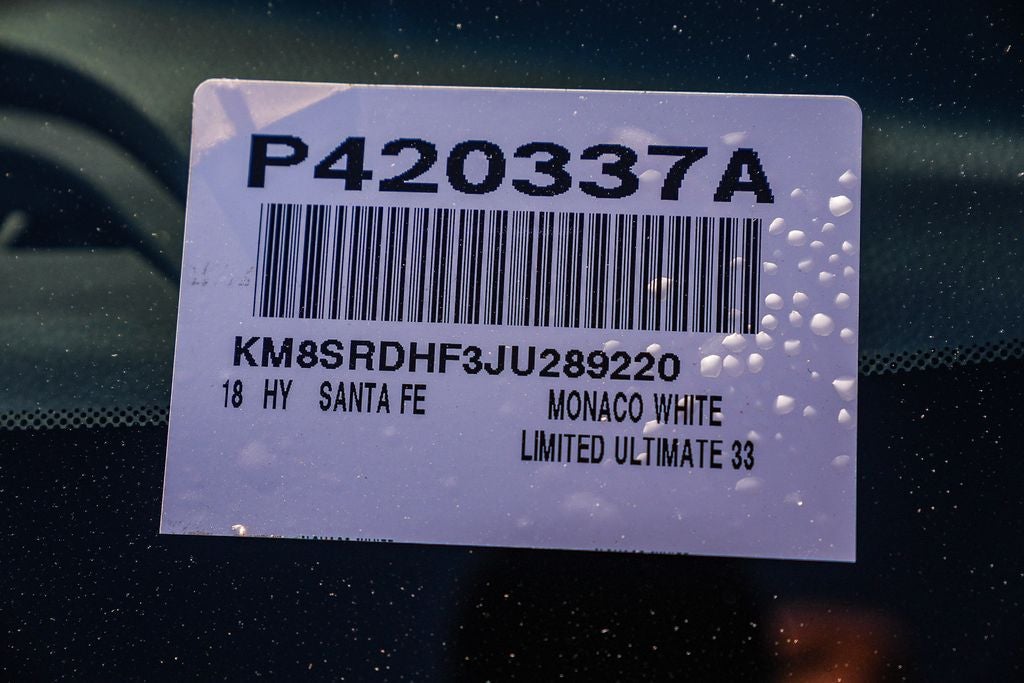 P420337A
KM8SRDHF3JU289220
18 HY SANTA FE MONACO WHITE
LIMITED ULTIMATE 33